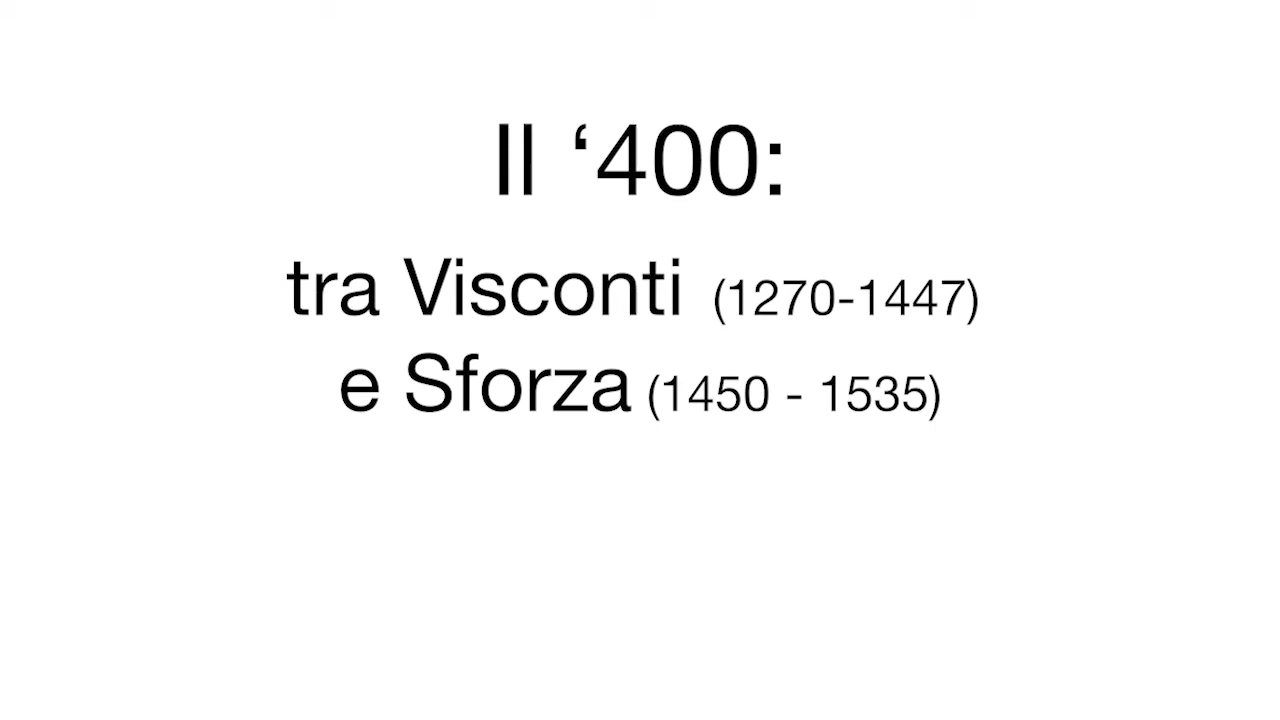 Il ‘400:
tra Visconti (1270-1447)
e Sforza (1450 - 1535)